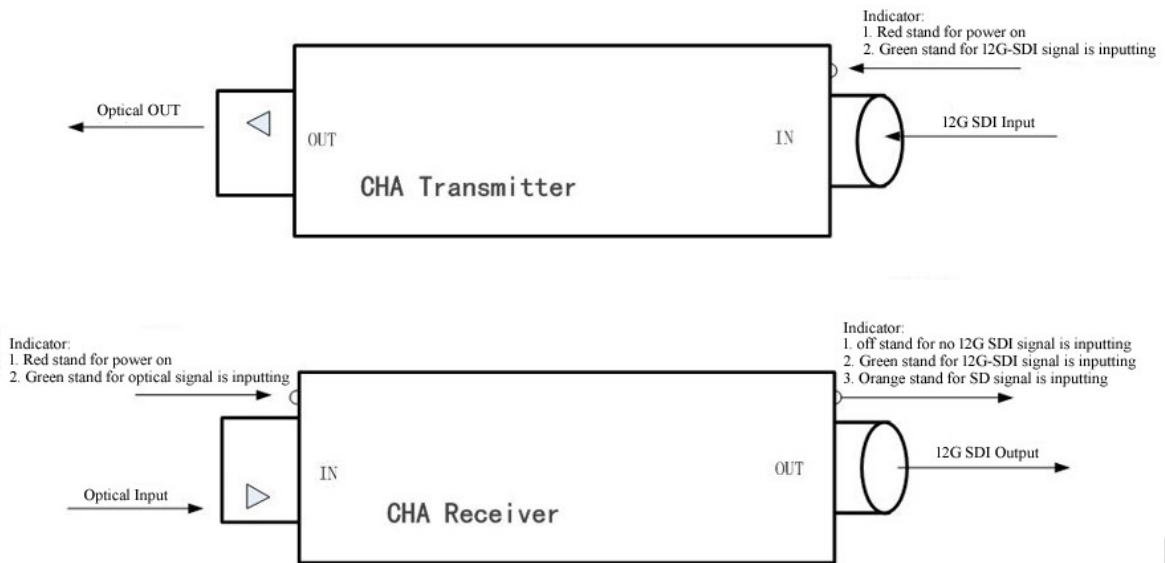 Indicator:
1. Red stand for power on
2. Green stand for 12G-SDI signal is inputting
Optical OUT
OUT
IN
12G SDI Input
CHA Transmitter
Indicator:
1. Red stand for power on
2. Green stand for optical signal is inputting
Indicator:
1. off stand for no 12G SDI signal is inputting
2. Green stand for 12G-SDI signal is inputting
3. Orange stand for SD signal is inputting
IN
OUT
12G SDI Output
Optical Input
CHA Receiver